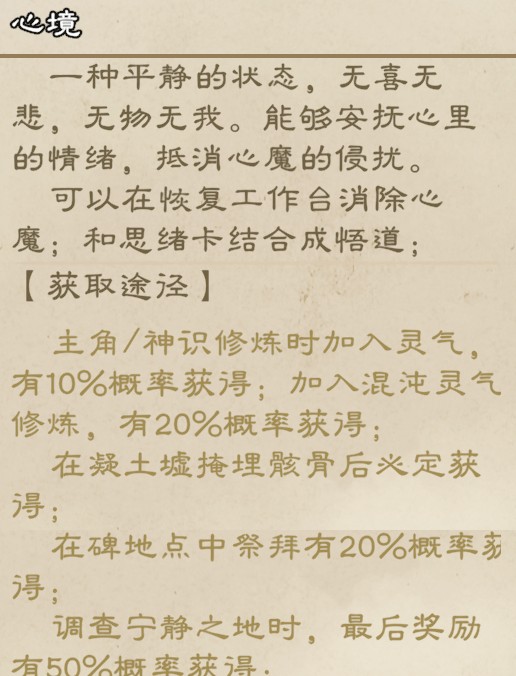 心境
一种平静的状态，无喜无
悲，无物无我。能够安抚心里
的情绪，抵消心魔的侵扰。
可以在恢复工作台消除心
魔；和思绪卡结合成悟道；
【获取途径】
主角/神识修炼时加入灵气，
有10%概率获得；加入混沌灵气
修炼，有20%概率获得；
在凝土墟掩埋骸骨后必定获
得；
在碑地点中祭拜有20%概率获
得；
调查宁静之地时，最后奖励
有50%概率获得；